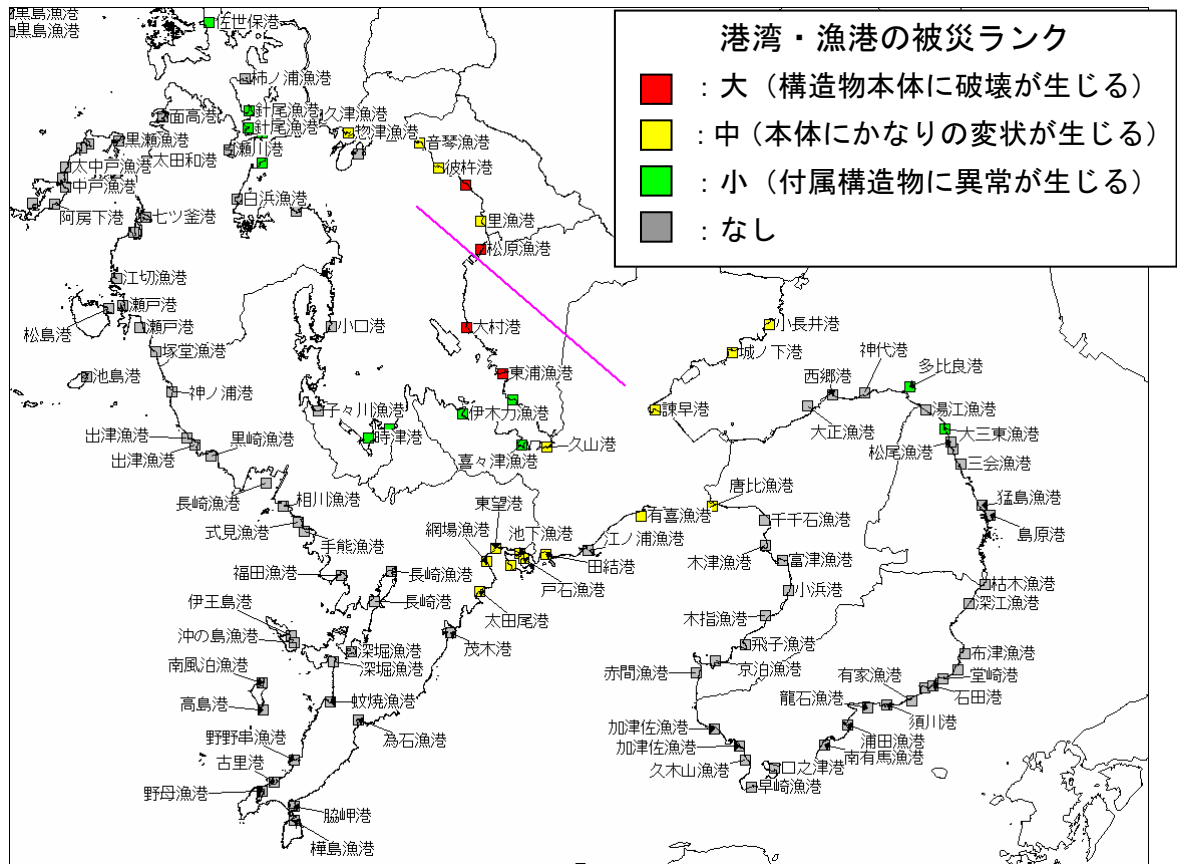 黒島漁港
黒島漁港
佐世保港
港湾・漁港の被災ランク
：大（構造物本体に破壊が生じる）
：中（本体にかなりの変状が生じる）
：小（付属構造物に異常が生じる）
：なし
柿ノ浦漁港
面高港
針尾漁港
針尾漁港
久津漁港
惣津漁港
音琴漁港
黒瀬漁港
太田和港
瀬川港
彼杵港
太中戸漁港
中戸漁港
白浜漁港
阿房下港
七ツ釜港
里漁港
松原漁港
江切漁港
瀬戸港
松島港
瀬戸港
小口港
大村港
小長井港
塚堂漁港
城ノ下港
池島港
東浦漁港
神代港
多比良港
西郷港
神ノ浦港
子々川漁港
伊木力漁港
諫早港
湯江漁港
大正漁港
出津漁港
黒崎漁港
時津港
久山港
大三東漁港
出津漁港
喜々津漁港
松尾漁港
三会漁港
長崎漁港
相川漁港
東望港
唐比漁港
猛島漁港
式見漁港
網場漁港
池下漁港
有喜漁港
千千石漁港
島原港
手熊漁港
江ノ浦漁港
木津漁港
福田漁港
長崎漁港
田結港
富津漁港
戸石漁港
枯木漁港
伊王島港
長崎港
太田尾港
小浜港
深江漁港
沖の島漁港
木指漁港
茂木港
飛子漁港
深堀漁港
布津漁港
南風泊漁港
深堀漁港
赤間漁港
京泊漁港
有家漁港
堂崎港
高島港
蚊焼漁港
龍石漁港
石田港
須川港
為石漁港
加津佐漁港
浦田漁港
野野串漁港
加津佐漁港
南有馬漁港
古里港
久木山漁港
口之津港
野母漁港
早崎漁港
脇岬港
樺島漁港